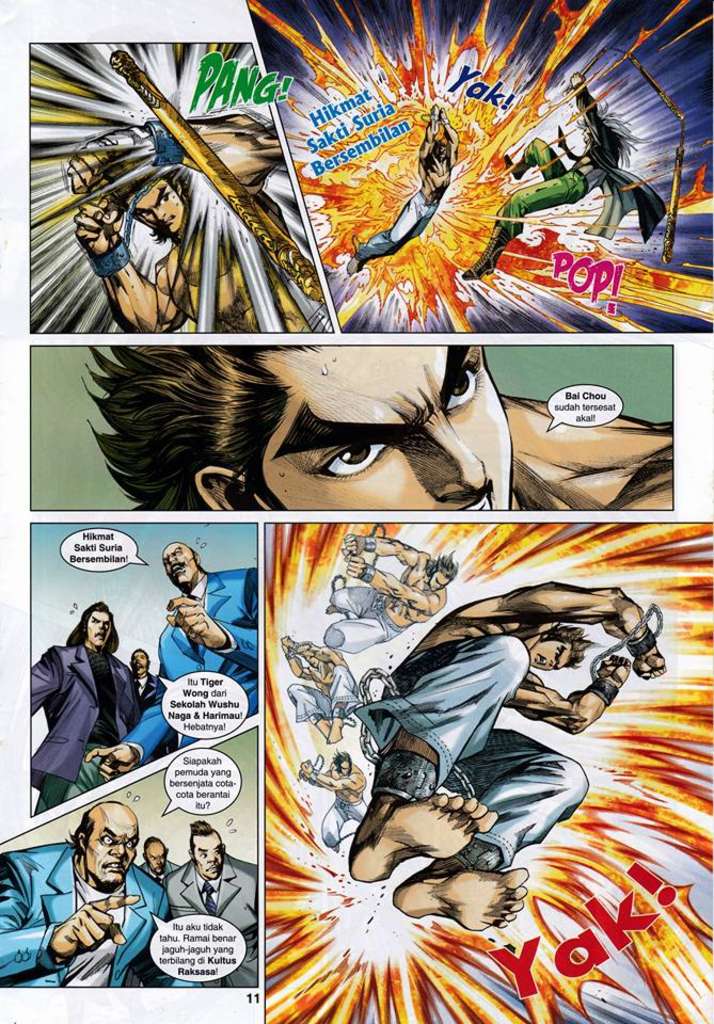 PANG!
Hikmat
Sakti Suria
Bersembilan
Yak!
POP!
Bai Chou
sudah tersesat
akal!
Hikmat
Sakti Suria
Bersembilan!
Itu Tiger
Wong dari
Sekolah Wushu
Naga & Harimau!
Hebatnya!
Siapakah
pemuda yang
bersenjata cota-
cota berantai
itu?
Itu aku tidak
tahu. Ramai benar
jaguh-jaguh yang
terbilang di Kultus
Raksasa!
Yak!
11